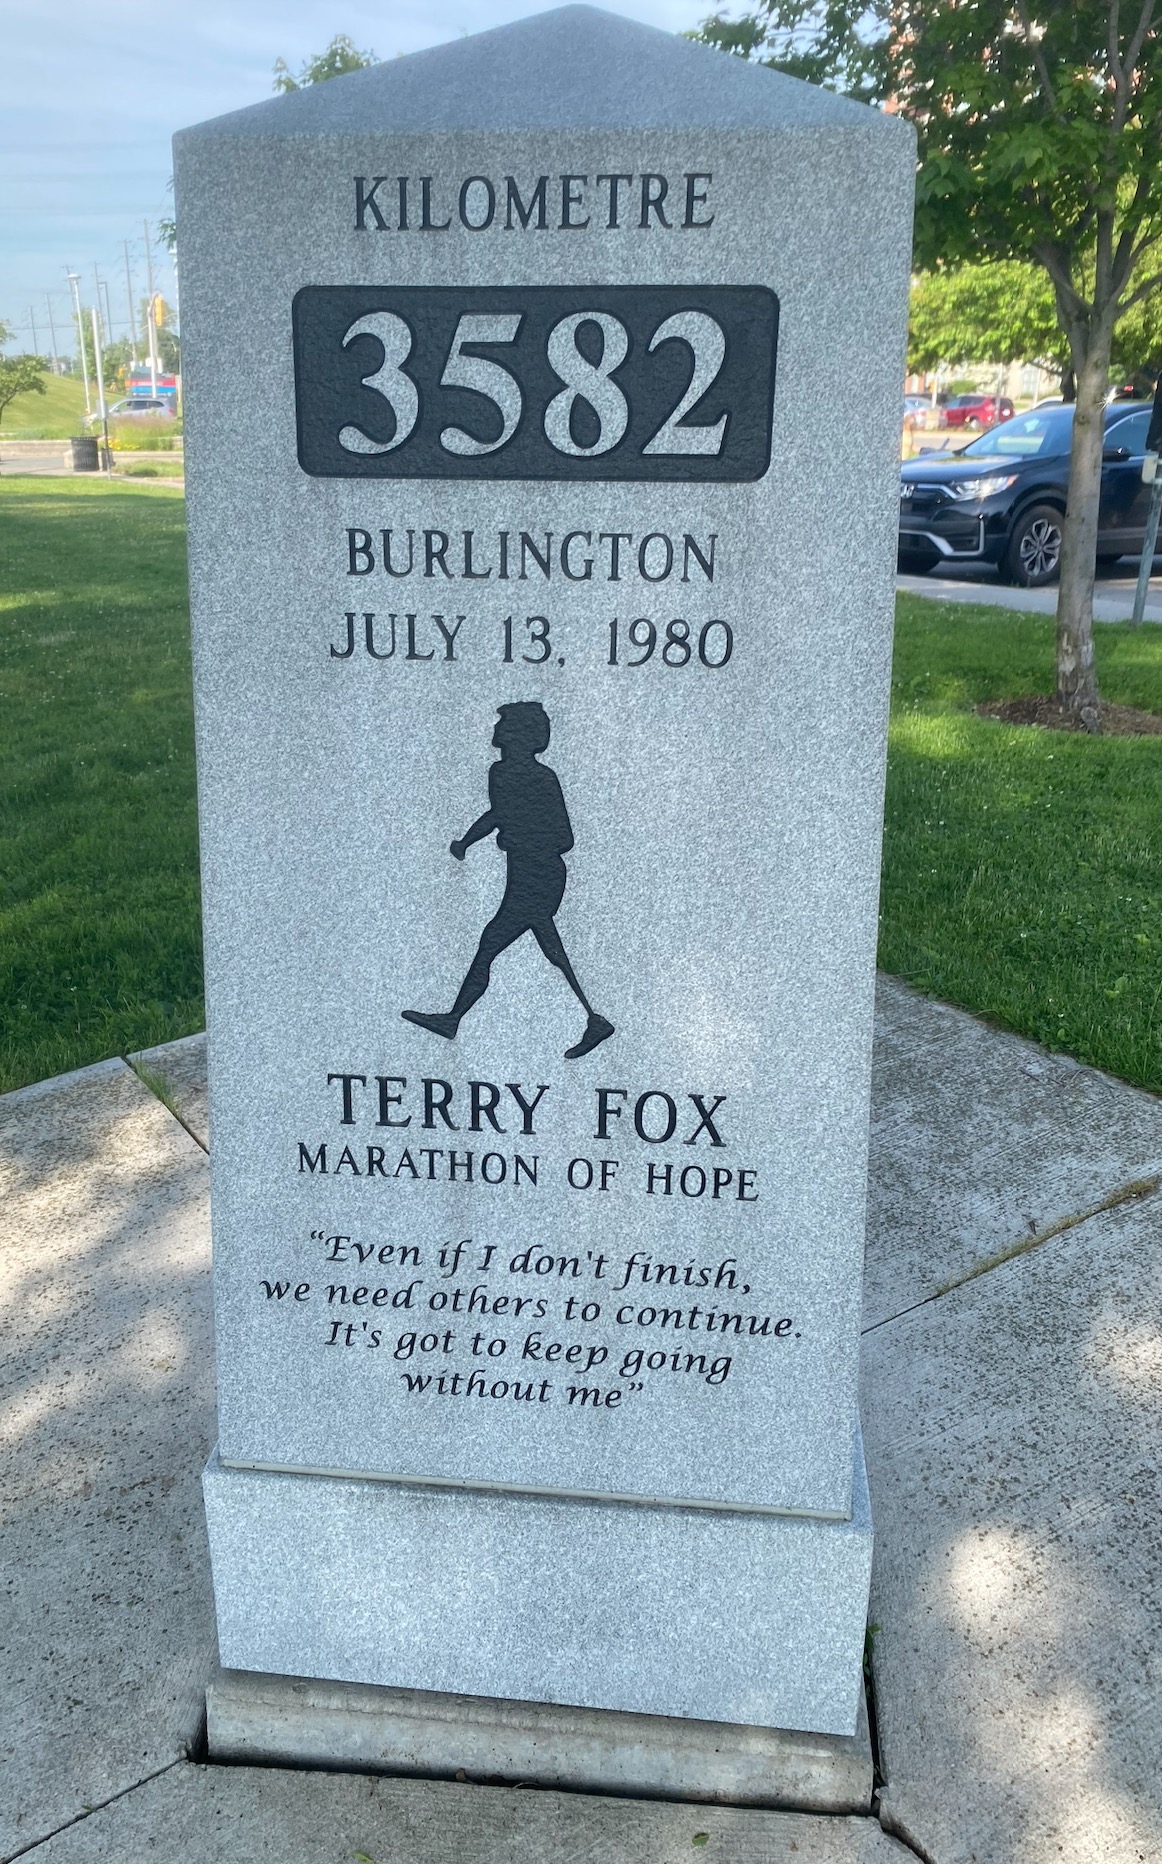 KILOMETRE
3582
BURLINGTON
JULY 13, 1980
TERRY FOX
MARATHON OF HOPE
“Even if I don't finish,
we need others to continue.
It's got to keep going
without me”